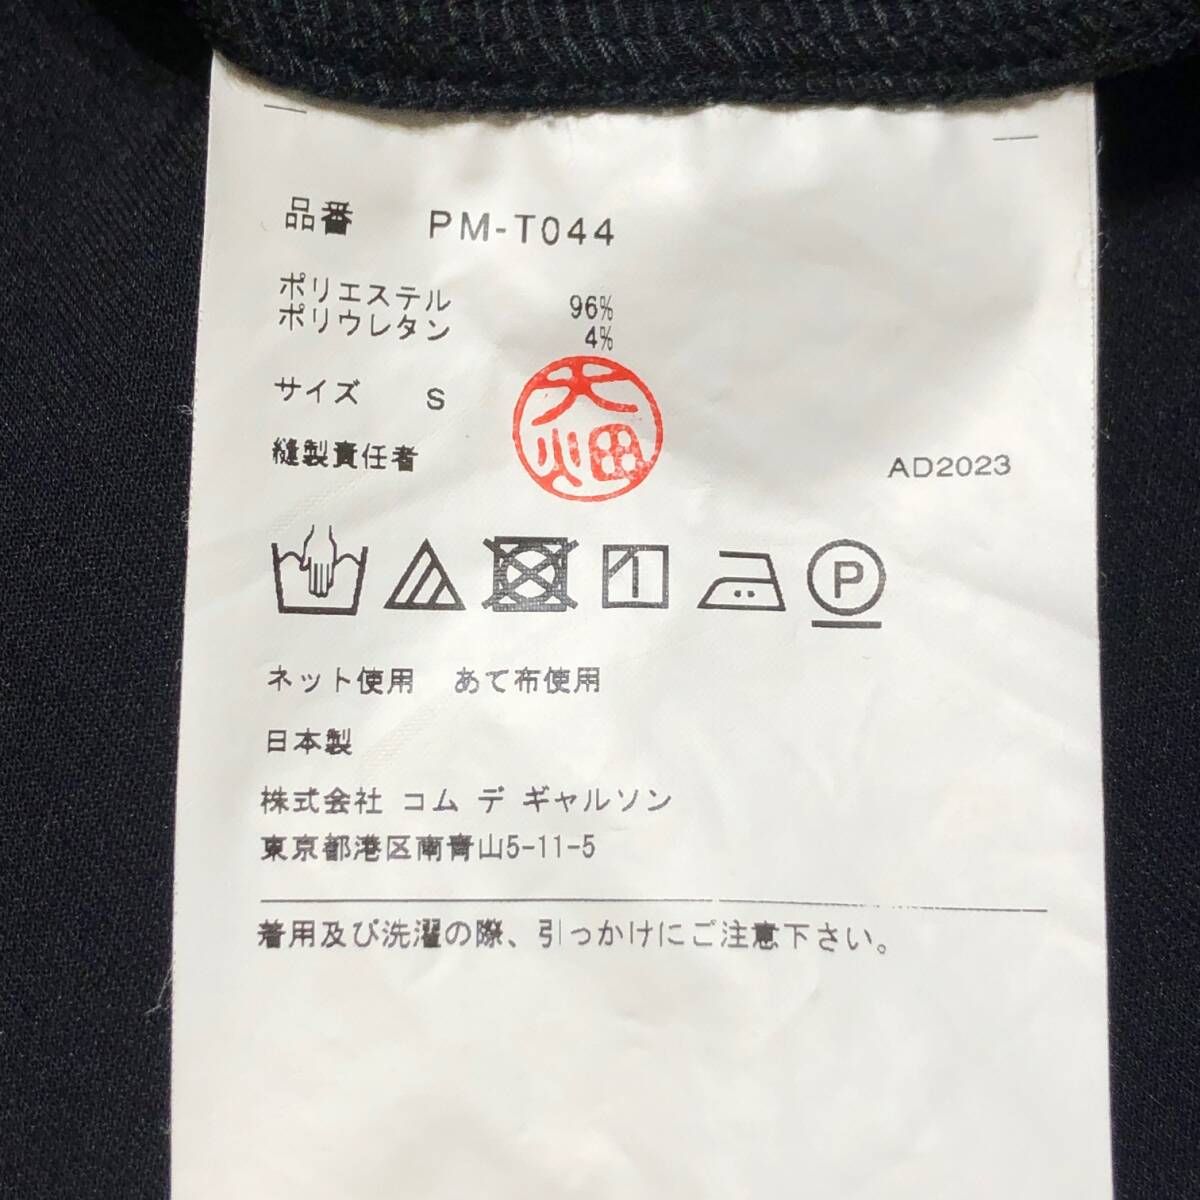 品番 PM-T044
ポリエステル 96%
ポリウレタン 4%
サイズ S
大畑
縫製責任者
AD2023
P
ネット使用 あて布使用
日本製
株式会社 コム デ ギャルソン
東京都港区南青山5-11-5
着用及び洗濯の際、引っかけにご注意下さい。